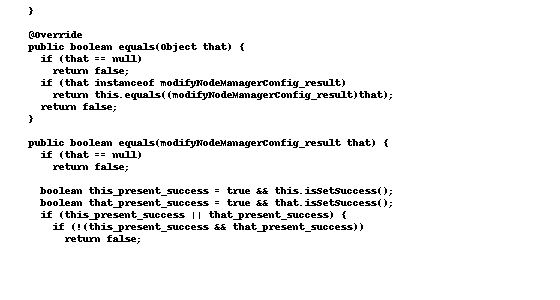 }

@Override
public boolean equals(Object that) {
  if (that == null)
    return false;
  if (that instanceof modifyNodeManagerConfig_result)
    return this.equals((modifyNodeManagerConfig_result)that);
  return false;
}

public boolean equals(modifyNodeManagerConfig_result that) {
  if (that == null)
    return false;

  boolean this_present_success = true && this.isSetSuccess();
  boolean that_present_success = true && that.isSetSuccess();
  if (this_present_success || that_present_success) {
    if (!(this_present_success && that_present_success))
      return false;